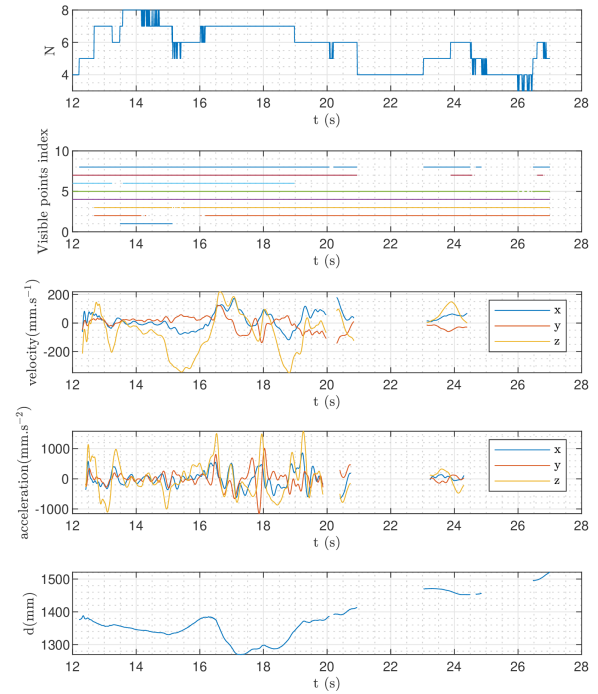 8
6
4
N
12 14 16 18 20 22 24 26 28
t (s)
10
5
0
Visible points index
12 14 16 18 20 22 24 26 28
t (s)
200
0
-200
velocity(mm.s⁻¹)
x
y
z
12 14 16 18 20 22 24 26 28
t (s)
1000
0
-1000
acceleration(mm.s⁻²)
x
y
z
12 14 16 18 20 22 24 26 28
t (s)
1500
1400
1300
d(mm)
12 14 16 18 20 22 24 26 28
t (s)